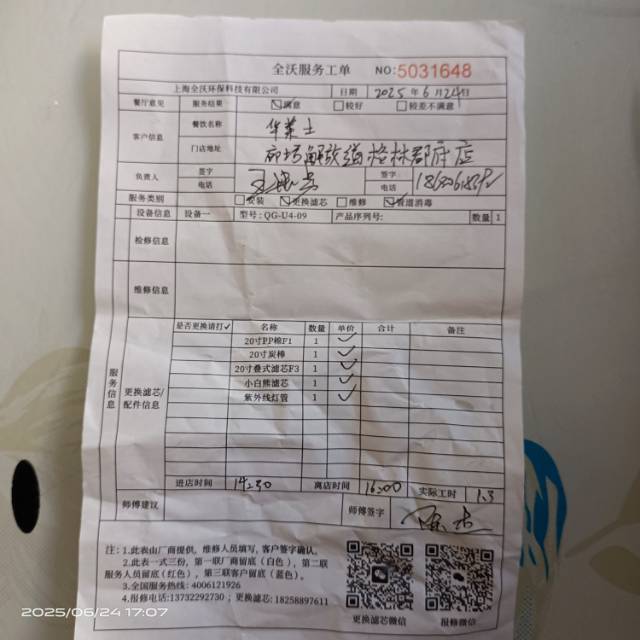 全沃服务工单 NO:5031648
上海全沃环保科技有限公司 日期 2025年6月24日
餐厅意见 服务结果 ☑满意 □较好 □较差不满意
客户信息 餐饮名称 华莱士
门店地址 廊坊解放道格林郡府店
负责人 签字 签字
电话 电话
服务类别 □安装 ☑更换滤芯 □维修 ☑管道消毒
设备信息 设备一 型号:QG-U4-09 产品序列号: 数量 1
检修信息
维修信息
服务信息
更换滤芯/配件信息
是否更换请打✓ 名称 数量 单价 合计 备注
20寸PP棉F1 1 ✓
20寸炭棒 1 ✓
20寸叠式滤芯F3 1 ✓
小白熊滤芯 1 ✓
紫外线灯管 1 ✓
进店时间 14:30 离店时间 16:00 实际工时 1.3
师傅建议 师傅签字
注:1.此表由厂商提供,维修人员填写,客户签字确认。
2.此表一式三份,第一联厂商留底(白色),第二联
服务人员留底(红色),第三联客户留底(蓝色)。
3.全国服务热线:4006121926
4.报修电话:13732292730;更换滤芯:18258897611
更换滤芯微信 报修微信
2025/06/24 17:07